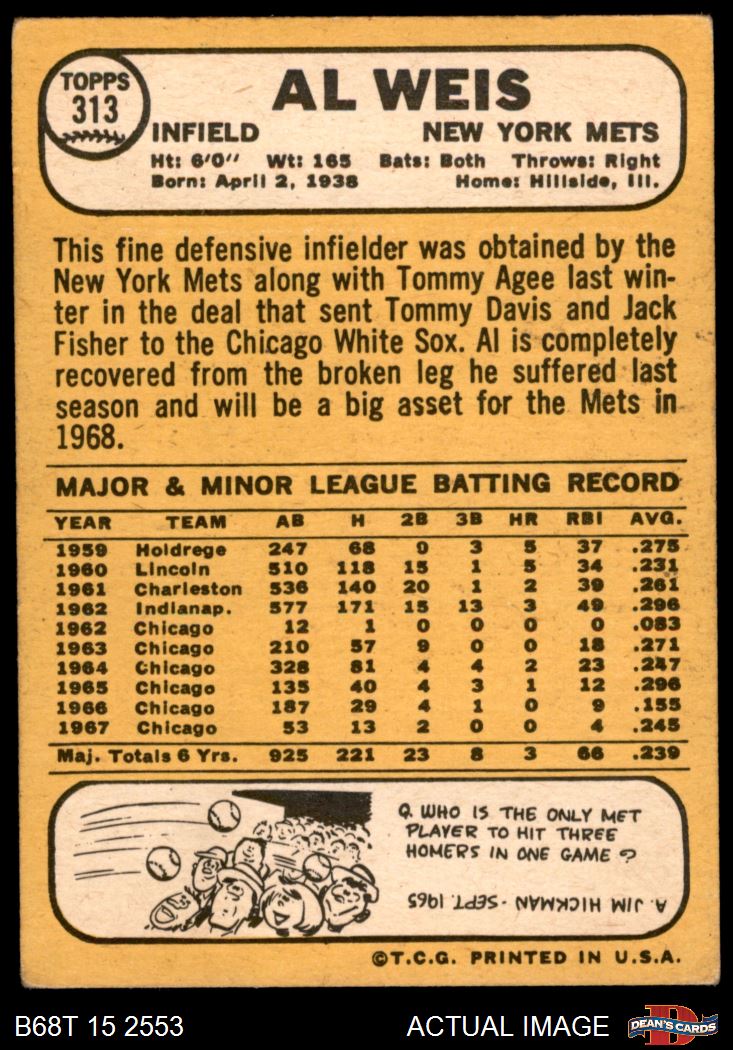 TOPPS
313
AL WEIS
INFIELD NEW YORK METS
Ht: 6'0'' Wt: 165 Bats: Both Throws: Right
Born: April 2, 1938 Home: Hillside, Ill.
This fine defensive infielder was obtained by the
New York Mets along with Tommy Agee last win-
ter in the deal that sent Tommy Davis and Jack
Fisher to the Chicago White Sox. Al is completely
recovered from the broken leg he suffered last
season and will be a big asset for the Mets in
1968.
MAJOR & MINOR LEAGUE BATTING RECORD
YEAR TEAM AB H 2B 3B HR RBI AVG.
1959 Holdrege 247 68 9 3 5 37 .275
1960 Lincoln 510 118 15 1 5 34 .231
1961 Charleston 536 140 20 1 2 39 .261
1962 Indianap. 577 171 15 13 3 49 .296
1962 Chicago 12 1 0 0 0 0 .083
1963 Chicago 210 57 9 0 0 18 .271
1964 Chicago 328 81 4 4 2 23 .247
1965 Chicago 135 40 4 3 1 12 .296
1966 Chicago 187 29 4 1 0 9 .155
1967 Chicago 53 13 2 0 0 4 .245
Maj. Totals 6 Yrs. 925 221 23 8 3 66 .239
Q. WHO IS THE ONLY MET
PLAYER TO HIT THREE
HOMERS IN ONE GAME?
A. JIM HICKMAN - SEPT. 1965
©T.C.G. PRINTED IN U.S.A.
B68T 15 2553 ACTUAL IMAGE DEAN'S CARDS